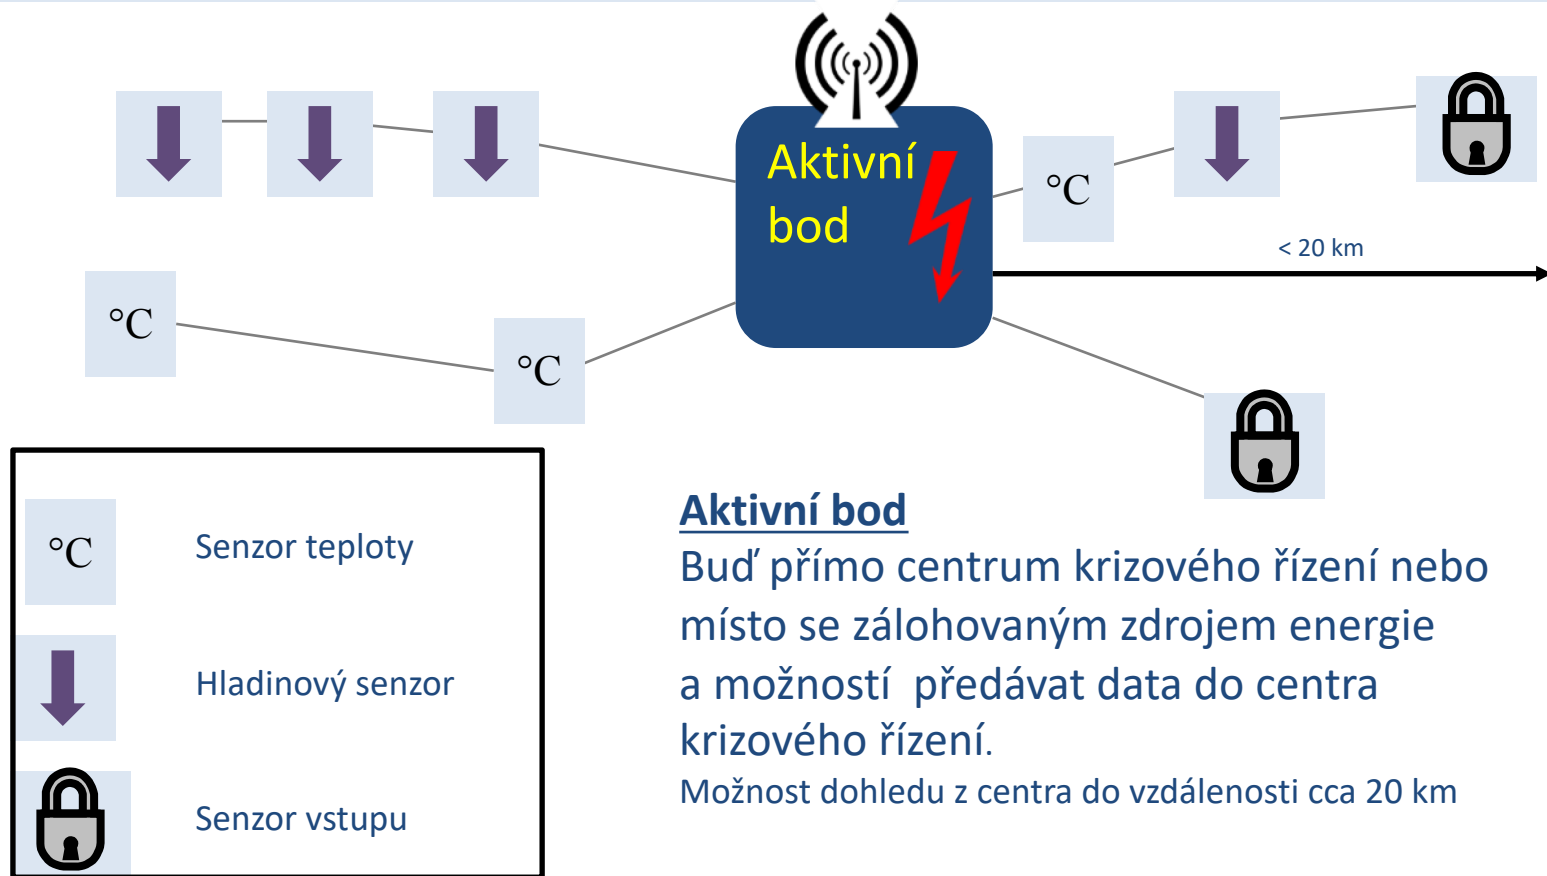 Aktivní
bod
°C
< 20 km
°C
°C
°C
Senzor teploty
Hladinový senzor
Senzor vstupu
Aktivní bod
Buď přímo centrum krizového řízení nebo
místo se zálohovaným zdrojem energie
a možností  předávat data do centra
krizového řízení.
Možnost dohledu z centra do vzdálenosti cca 20 km